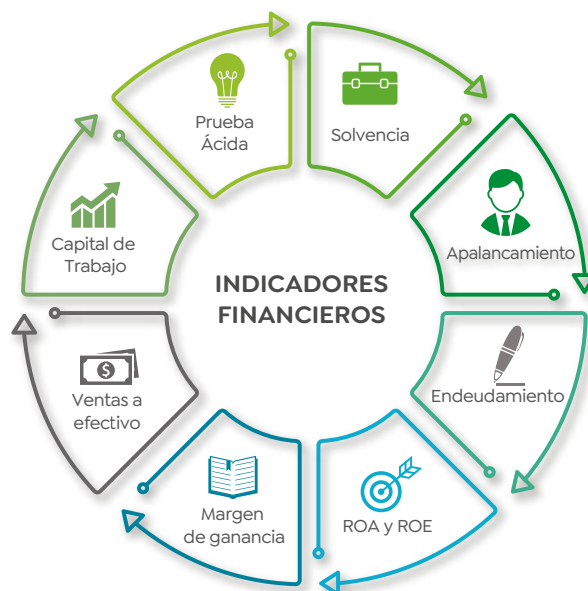 INDICADORES
FINANCIEROS
Solvencia
Apalancamiento
Endeudamiento
ROA y ROE
Margen
de ganancia
Ventas a
efectivo
Capital de
Trabajo
Prueba
Ácida
$